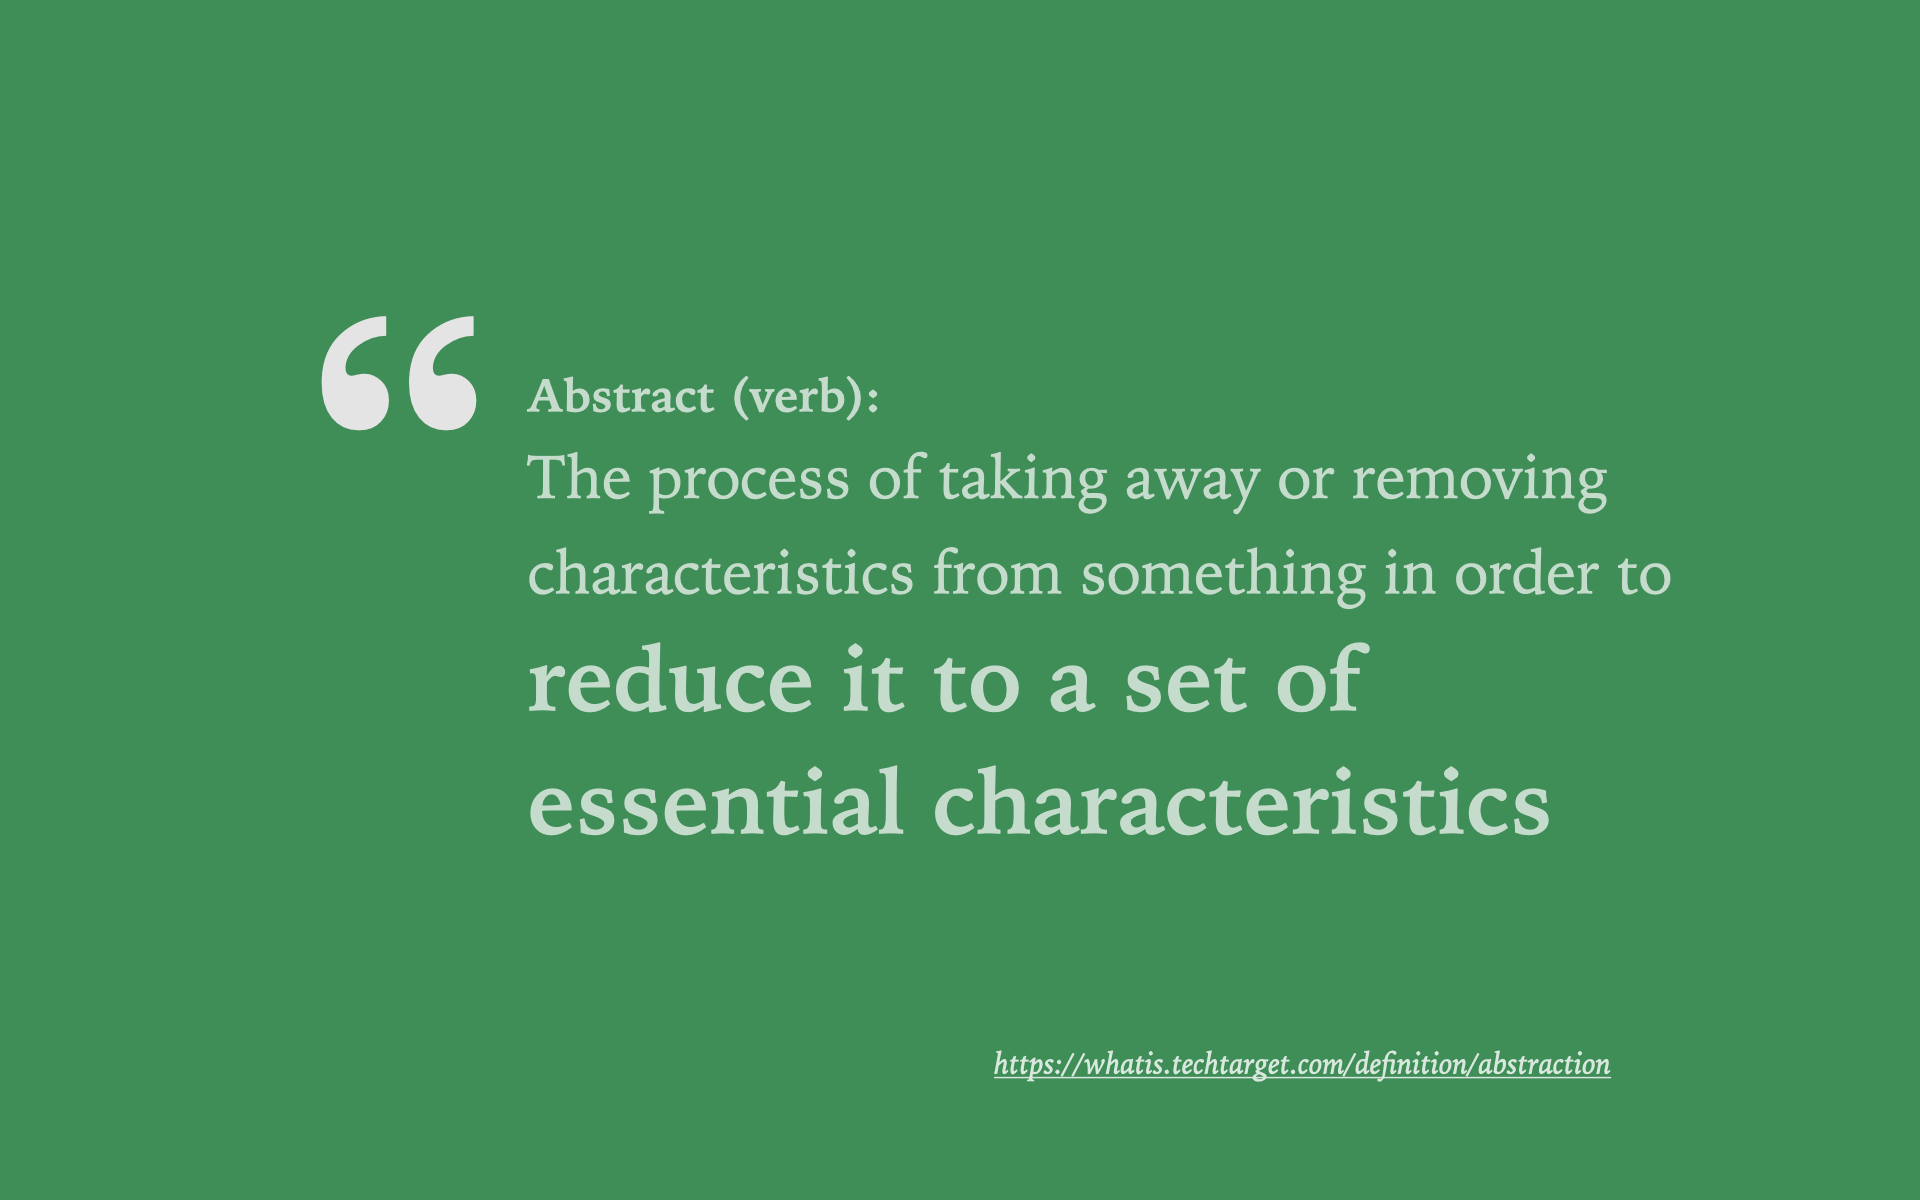 “
Abstract (verb):
The process of taking away or removing
characteristics from something in order to
reduce it to a set of
essential characteristics
https://whatis.techtarget.com/definition/abstraction